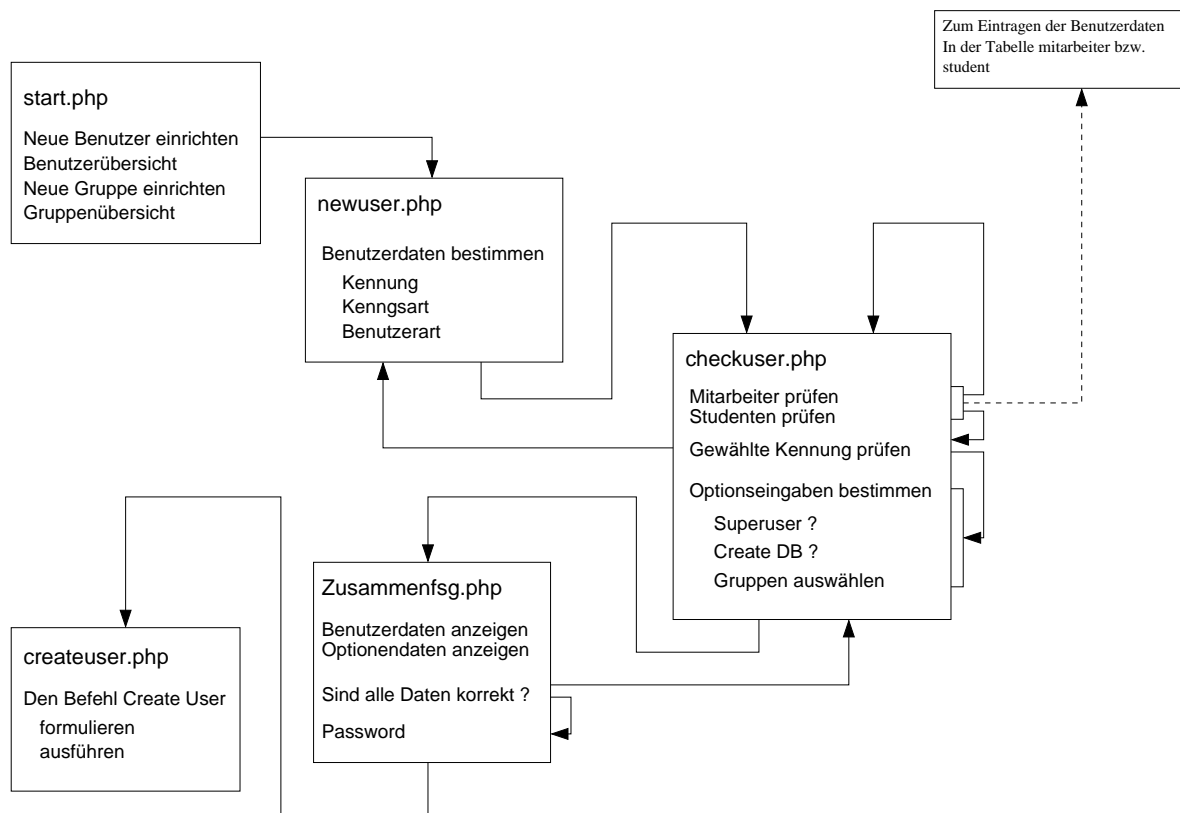 Zum Eintragen der Benutzerdaten
In der Tabelle mitarbeiter bzw.
student
start.php
Neue Benutzer einrichten
Benutzerübersicht
Neue Gruppe einrichten
Gruppenübersicht
newuser.php
Benutzerdaten bestimmen
Kennung
Kenngsart
Benutzerart
checkuser.php
Mitarbeiter prüfen
Studenten prüfen
Gewählte Kennung prüfen
Optionseingaben bestimmen
Superuser ?
Create DB ?
Gruppen auswählen
Zusammenfsg.php
Benutzerdaten anzeigen
Optionendaten anzeigen
Sind alle Daten korrekt ?
Password
createuser.php
Den Befehl Create User
formulieren
ausführen